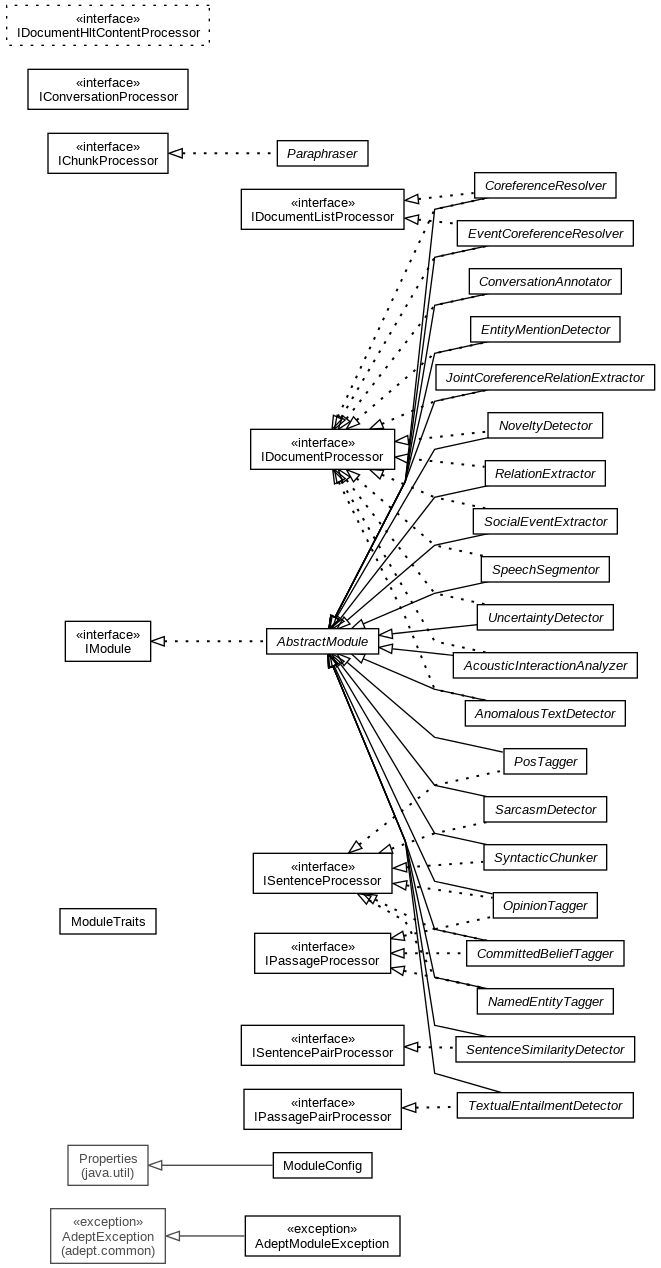 «interface»
IDocumentHltContentProcessor
«interface»
IConversationProcessor
«interface»
IChunkProcessor
Paraphraser
«interface»
IDocumentListProcessor
CoreferenceResolver
EventCoreferenceResolver
ConversationAnnotator
EntityMentionDetector
JointCoreferenceRelationExtractor
NoveltyDetector
«interface»
IDocumentProcessor
RelationExtractor
SocialEventExtractor
SpeechSegmentor
UncertaintyDetector
«interface»
IModule
AbstractModule
AcousticInteractionAnalyzer
AnomalousTextDetector
PosTagger
SarcasmDetector
SyntacticChunker
«interface»
ISentenceProcessor
OpinionTagger
ModuleTraits
«interface»
IPassageProcessor
CommittedBeliefTagger
NamedEntityTagger
«interface»
ISentencePairProcessor
SentenceSimilarityDetector
«interface»
IPassagePairProcessor
TextualEntailmentDetector
Properties
(java.util)
ModuleConfig
«exception»
AdeptException
(adept.common)
«exception»
AdeptModuleException